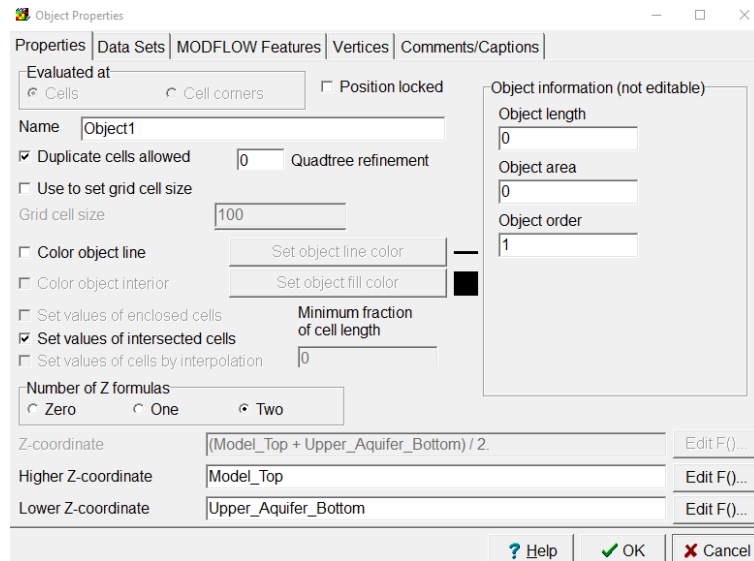 Object Properties
Properties Data Sets MODFLOW Features Vertices Comments/Captions
Evaluated at
Cells Cell corners
Position locked
Name Object1
Duplicate cells allowed 0 Quadtree refinement
Use to set grid cell size
Grid cell size 100
Color object line Set object line color
Color object interior Set object fill color
Set values of enclosed cells
Set values of intersected cells
Set values of cells by interpolation
Minimum fraction
of cell length
0
Number of Z formulas
Zero One Two
Z-coordinate (Model_Top + Upper_Aquifer_Bottom) / 2. Edit F()...
Higher Z-coordinate Model_Top Edit F()...
Lower Z-coordinate Upper_Aquifer_Bottom Edit F()...
Object information (not editable)
Object length
0
Object area
0
Object order
1
? Help OK Cancel